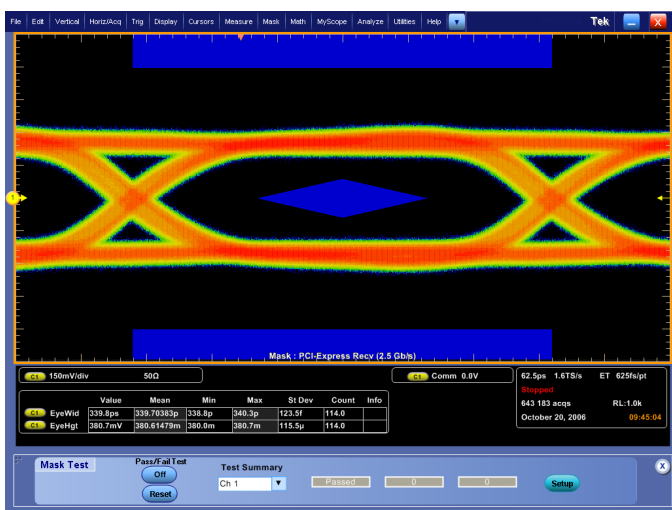 File Edit Vertical Horiz/Acq Trig Display Cursors Measure Mask Math MyScope Analyze Utilities Help Tek X
1
Mask : PCI-Express Recv (2.5 Gb/s)
C1 150mV/div 50Ω
C1 Comm 0.0V
62.5ps 1.6TS/s ET 625fs/pt
Stopped
643 183 acqs RL:1.0k
October 20, 2006 09:45:04
Value Mean Min Max St Dev Count Info
C1 EyeWid 339.8ps 339.70383p 338.8p 340.3p 123.5f 114.0
C1 EyeHgt 380.7mV 380.61479m 380.0m 380.7m 115.5µ 114.0
Mask Test
Pass/Fail Test
Off
Reset
Test Summary
Ch 1
Passed 0 0
Setup
X